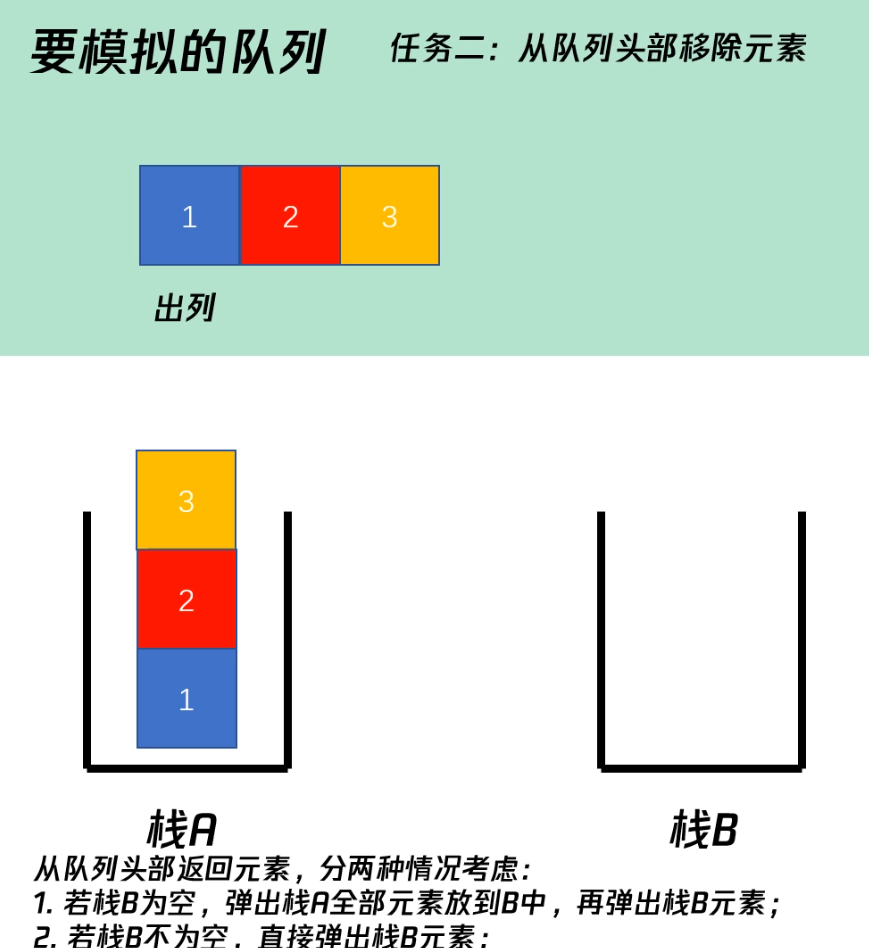 要模拟的队列
任务二：从队列头部移除元素
1 2 3
出列
3
2
1
栈A
栈B
从队列头部返回元素，分两种情况考虑：
1. 若栈B为空，弹出栈A全部元素放到B中，再弹出栈B元素；
2. 若栈B不为空，直接弹出栈B元素；